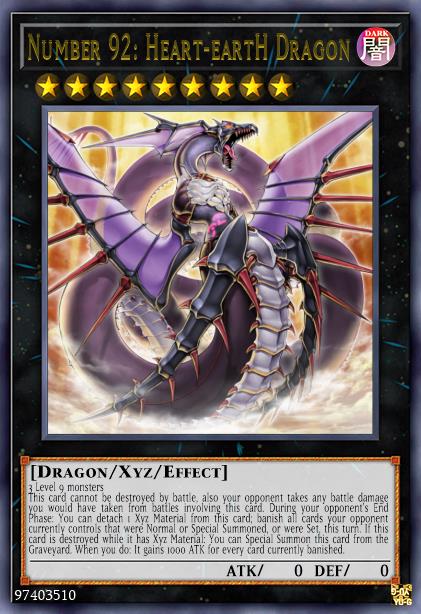 NUMBER 92: HEART-EARTH DRAGON
DARK
闇
[DRAGON/XYZ/EFFECT]
3 Level 9 monsters
This card cannot be destroyed by battle, also your opponent takes any battle damage
you would have taken from battles involving this card. During your opponent's End
Phase: You can detach 1 Xyz Material from this card; banish all cards your opponent
currently controls that were Normal or Special Summoned, or were Set, this turn. If this
card is destroyed while it has Xyz Material: You can Special Summon this card from the
Graveyard. When you do: It gains 1000 ATK for every card currently banished.
ATK/ 0 DEF/ 0
97403510